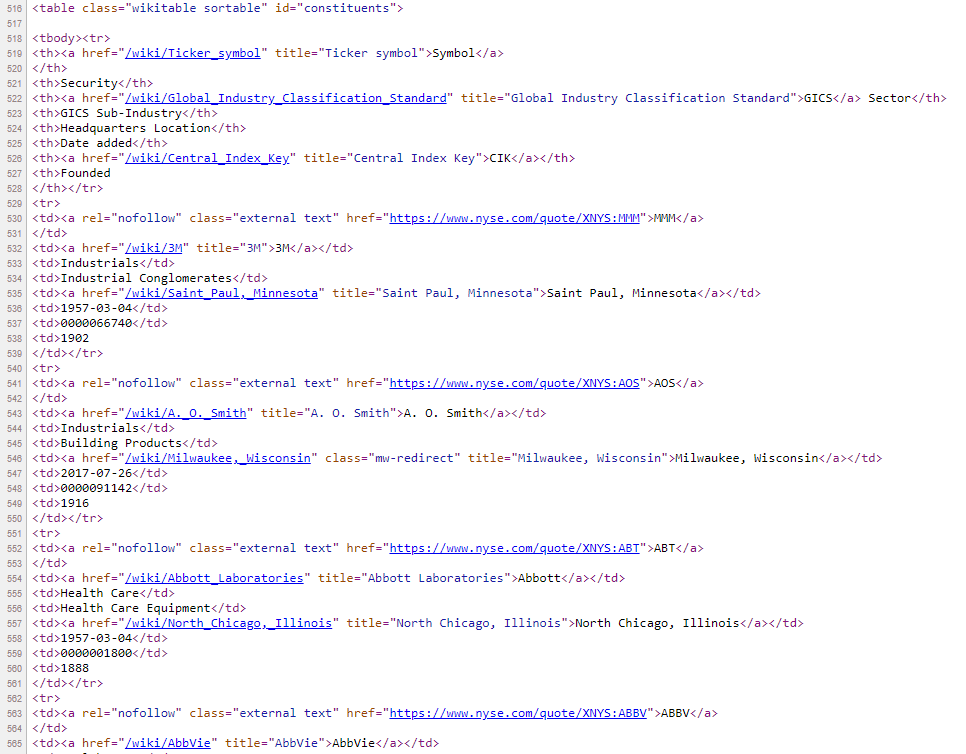 516 <table class="wikitable sortable" id="constituents">
517
518 <tbody><tr>
519 <th><a href="/wiki/Ticker_symbol" title="Ticker symbol">Symbol</a>
520 </th>
521 <th>Security</th>
522 <th><a href="/wiki/Global_Industry_Classification_Standard" title="Global Industry Classification Standard">GICS</a> Sector</th>
523 <th>GICS Sub-Industry</th>
524 <th>Headquarters Location</th>
525 <th>Date added</th>
526 <th><a href="/wiki/Central_Index_Key" title="Central Index Key">CIK</a></th>
527 <th>Founded
528 </th></tr>
529 <tr>
530 <td><a rel="nofollow" class="external text" href="https://www.nyse.com/quote/XNYS:MMM">MMM</a>
531 </td>
532 <td><a href="/wiki/3M" title="3M">3M</a></td>
533 <td>Industrials</td>
534 <td>Industrial Conglomerates</td>
535 <td><a href="/wiki/Saint_Paul,_Minnesota" title="Saint Paul, Minnesota">Saint Paul, Minnesota</a></td>
536 <td>1957-03-04</td>
537 <td>0000066740</td>
538 <td>1902
539 </td></tr>
540 <tr>
541 <td><a rel="nofollow" class="external text" href="https://www.nyse.com/quote/XNYS:AOS">AOS</a>
542 </td>
543 <td><a href="/wiki/A._O._Smith" title="A. O. Smith">A. O. Smith</a></td>
544 <td>Industrials</td>
545 <td>Building Products</td>
546 <td><a href="/wiki/Milwaukee,_Wisconsin" class="mw-redirect" title="Milwaukee, Wisconsin">Milwaukee, Wisconsin</a></td>
547 <td>2017-07-26</td>
548 <td>0000091142</td>
549 <td>1916
550 </td></tr>
551 <tr>
552 <td><a rel="nofollow" class="external text" href="https://www.nyse.com/quote/XNYS:ABT">ABT</a>
553 </td>
554 <td><a href="/wiki/Abbott_Laboratories" title="Abbott Laboratories">Abbott</a></td>
555 <td>Health Care</td>
556 <td>Health Care Equipment</td>
557 <td><a href="/wiki/North_Chicago,_Illinois" title="North Chicago, Illinois">North Chicago, Illinois</a></td>
558 <td>1957-03-04</td>
559 <td>0000001800</td>
560 <td>1888
561 </td></tr>
562 <tr>
563 <td><a rel="nofollow" class="external text" href="https://www.nyse.com/quote/XNYS:ABBV">ABBV</a>
564 </td>
565 <td><a href="/wiki/AbbVie" title="AbbVie">AbbVie</a></td>